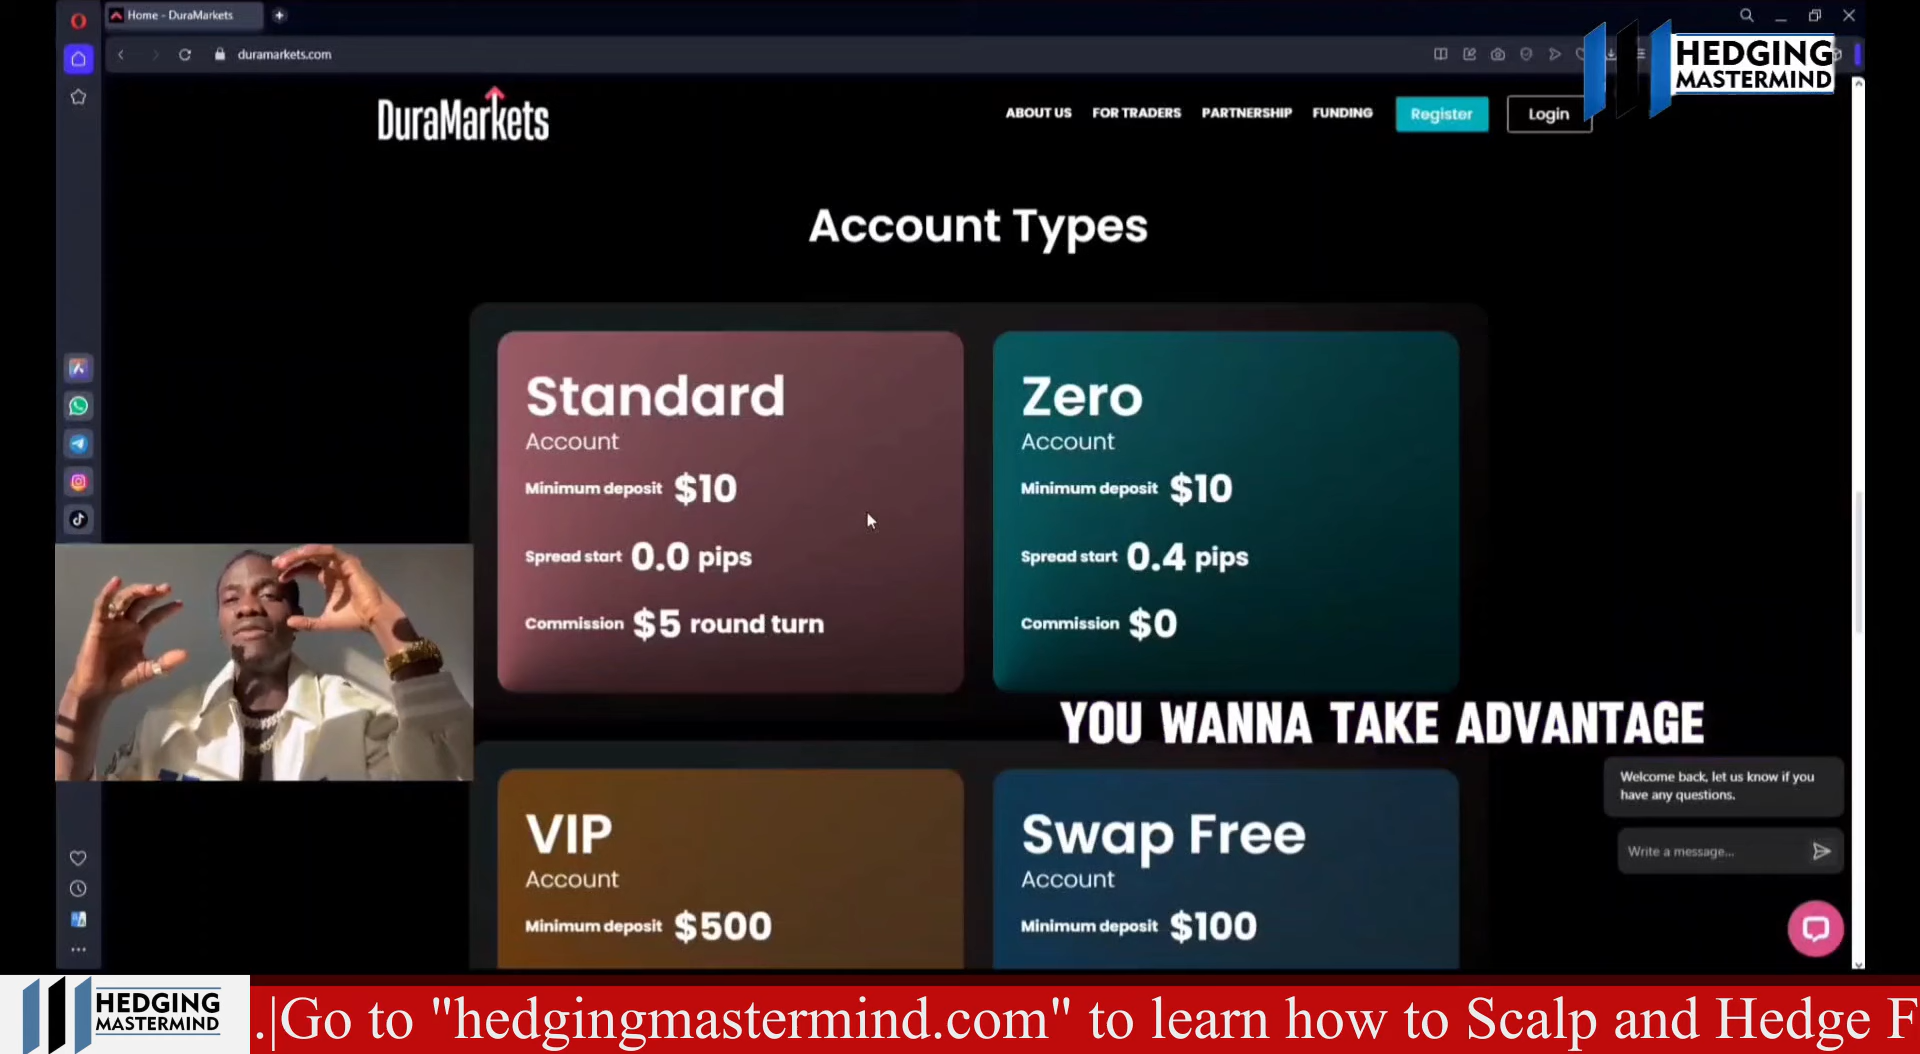 Home - DuraMarkets
duramarkets.com
HEDGING
MASTERMIND
DuraMarkets
ABOUT US FOR TRADERS PARTNERSHIP FUNDING Register Login
Account Types
Standard
Account
Minimum deposit $10
Spread start 0.0 pips
Commission $5 round turn
Zero
Account
Minimum deposit $10
Spread start 0.4 pips
Commission $0
YOU WANNA TAKE ADVANTAGE
VIP
Account
Minimum deposit $500
Swap Free
Account
Minimum deposit $100
Welcome back, let us know if you
have any questions.
Write a message...
HEDGING
MASTERMIND
.|Go to "hedgingmastermind.com" to learn how to Scalp and Hedge F